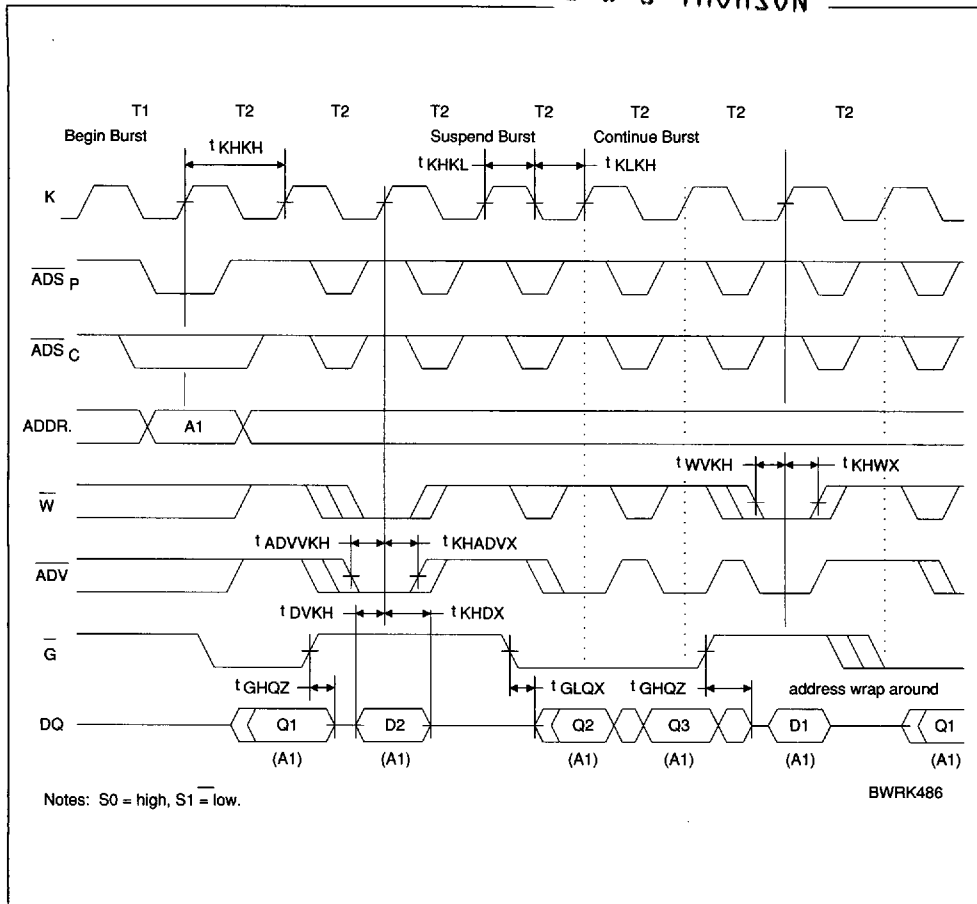 THOMSON
T1 T2 T2 T2 T2 T2 T2 T2
Begin Burst Suspend Burst Continue Burst
t KHKH t KHKL t KLKH
K
ADS P
ADS C
ADDR. A1
t WVKH t KHWX
W
t ADVVKH t KHADVX
ADV
t DVKH t KHDX
G
t GHQZ t GLQX t GHQZ address wrap around
DQ Q1 D2 Q2 Q3 D1 Q1
(A1) (A1) (A1) (A1) (A1) (A1)
Notes: S0 = high, S1 = low. BWRK486